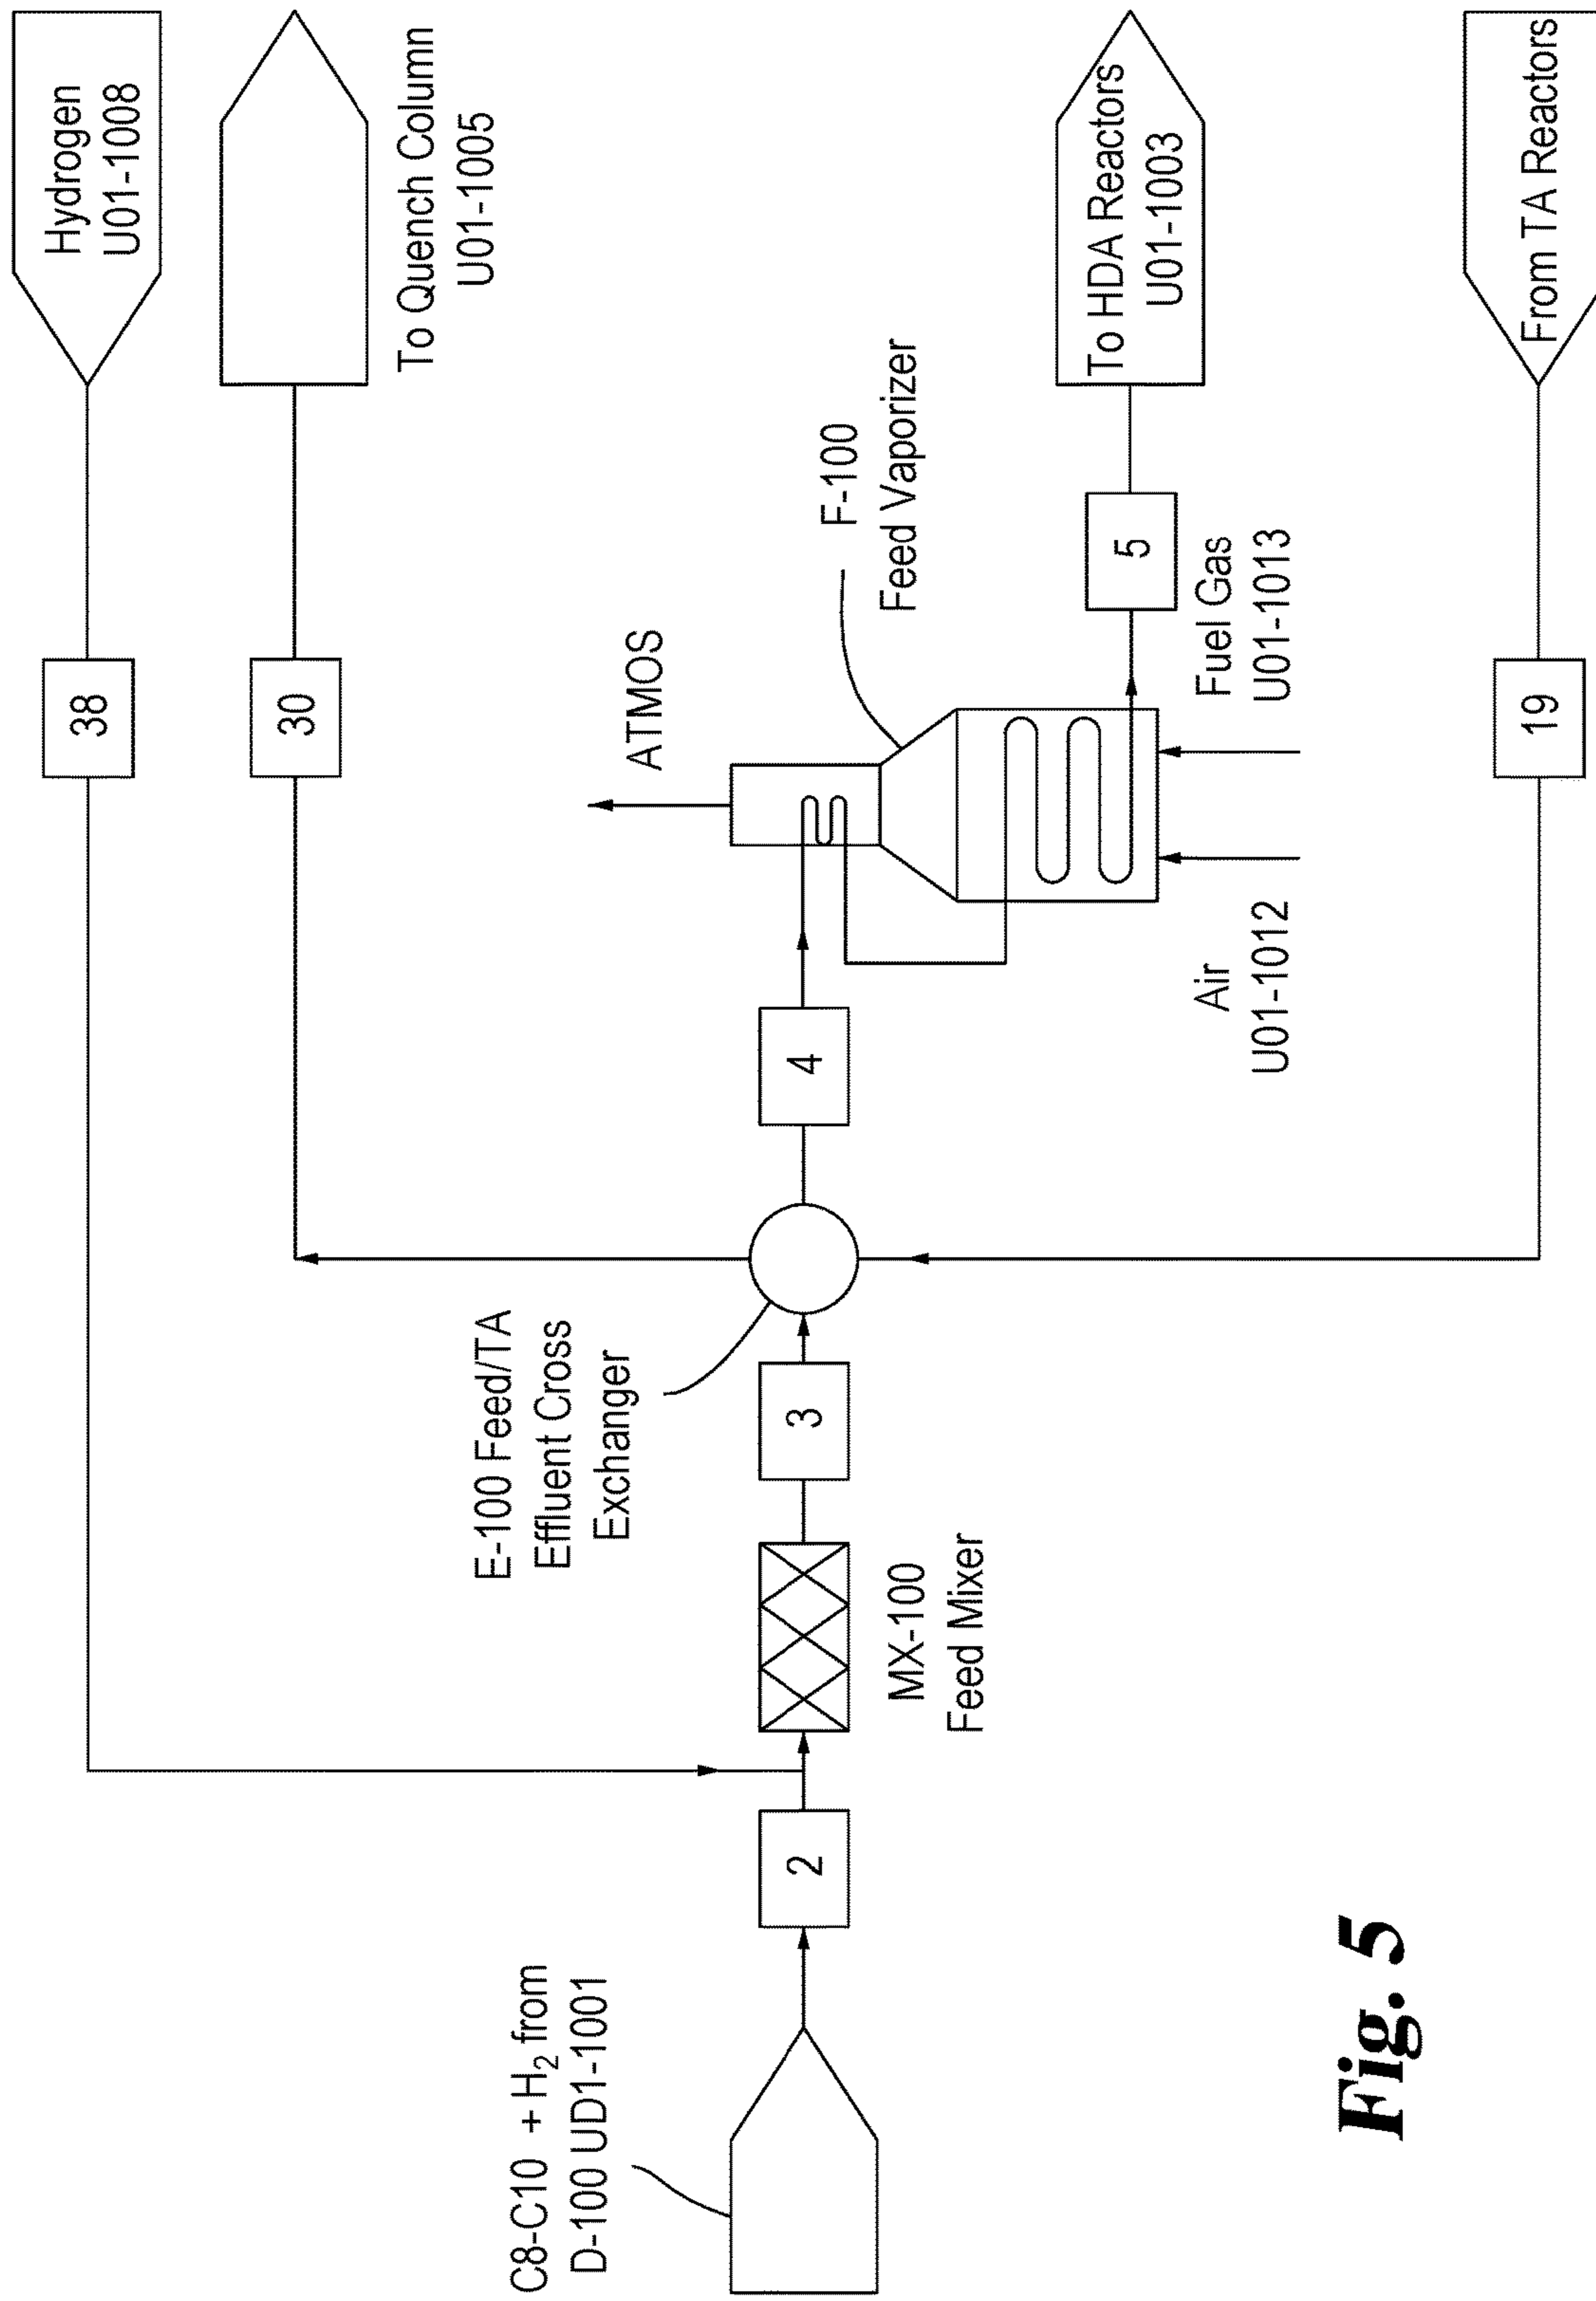 Hydrogen
U01-1008
38
30
To Quench Column
U01-1005
C8-C10 + H₂ from
D-100 UD1-1001
2
MX-100
Feed Mixer
3
E-100 Feed/TA
Effluent Cross
Exchanger
4
ATMOS
F-100
Feed Vaporizer
Air
U01-1012
Fuel Gas
U01-1013
5
To HDA Reactors
U01-1003
19
From TA Reactors
Fig. 5